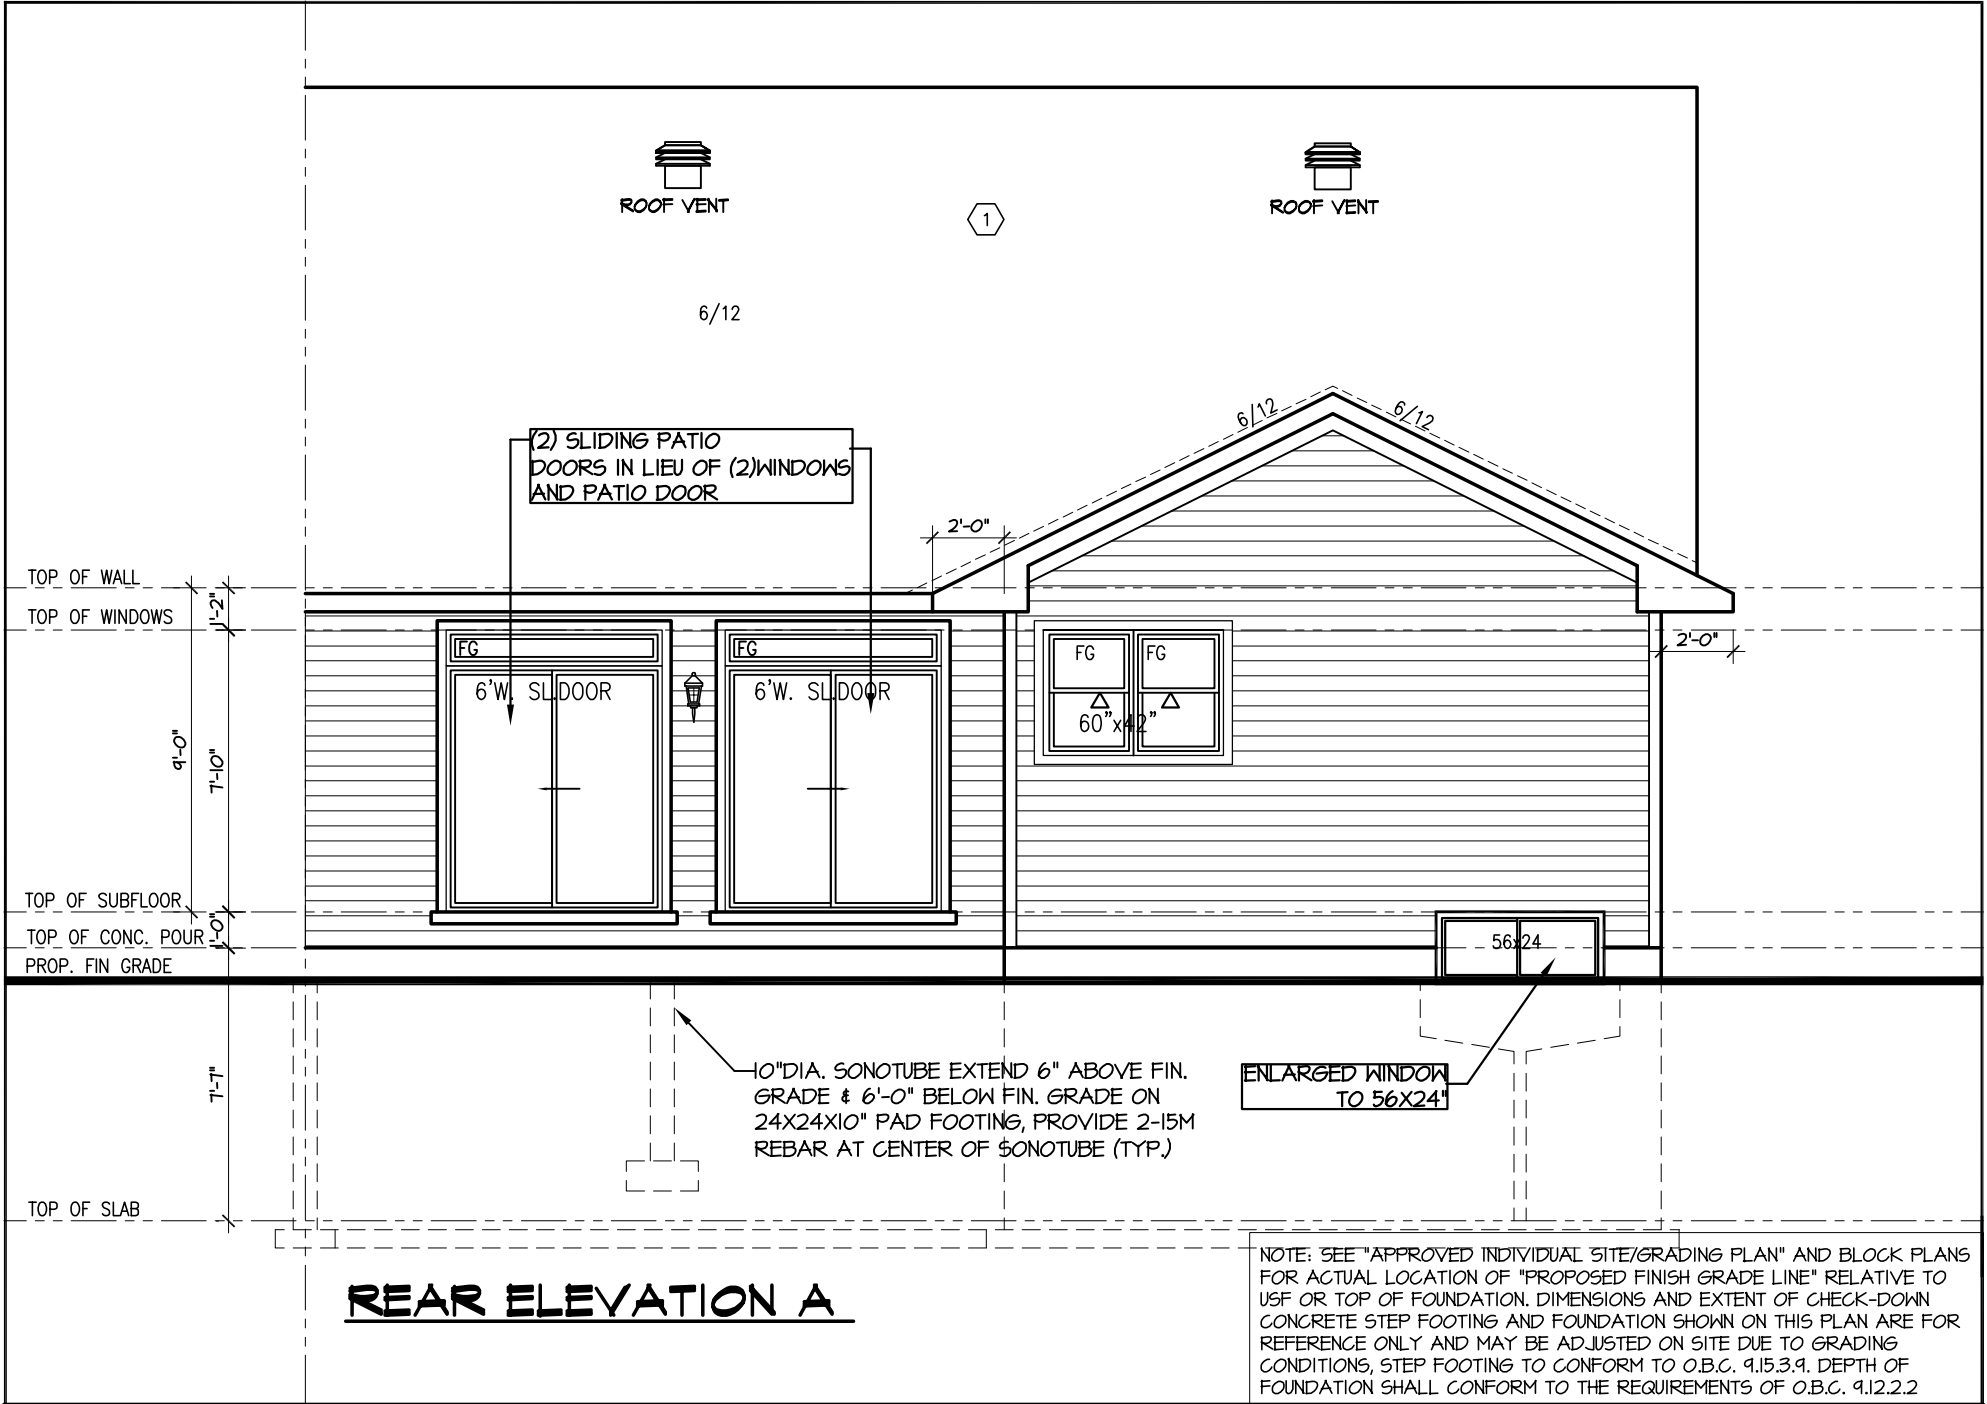 ROOF VENT
ROOF VENT
1
6/12
6/12
6/12
(2) SLIDING PATIO
DOORS IN LIEU OF (2)WINDOWS
AND PATIO DOOR
2'-0"
TOP OF WALL
1'-2"
TOP OF WINDOWS
2'-0"
FG
FG
FG
FG
6'W. SL.DOOR
6'W. SL.DOOR
60"x42"
9'-0"
7'-10"
TOP OF SUBFLOOR
1'-0"
TOP OF CONC. POUR
56x24
PROP. FIN GRADE
7'-7"
10"DIA. SONOTUBE EXTEND 6" ABOVE FIN.
GRADE & 6'-0" BELOW FIN. GRADE ON
24X24X10" PAD FOOTING, PROVIDE 2-15M
REBAR AT CENTER OF SONOTUBE (TYP.)
ENLARGED WINDOW
TO 56X24"
TOP OF SLAB
REAR ELEVATION A
NOTE: SEE "APPROVED INDIVIDUAL SITE/GRADING PLAN" AND BLOCK PLANS
FOR ACTUAL LOCATION OF "PROPOSED FINISH GRADE LINE" RELATIVE TO
USF OR TOP OF FOUNDATION. DIMENSIONS AND EXTENT OF CHECK-DOWN
CONCRETE STEP FOOTING AND FOUNDATION SHOWN ON THIS PLAN ARE FOR
REFERENCE ONLY AND MAY BE ADJUSTED ON SITE DUE TO GRADING
CONDITIONS, STEP FOOTING TO CONFORM TO O.B.C. 9.15.3.9. DEPTH OF
FOUNDATION SHALL CONFORM TO THE REQUIREMENTS OF O.B.C. 9.12.2.2